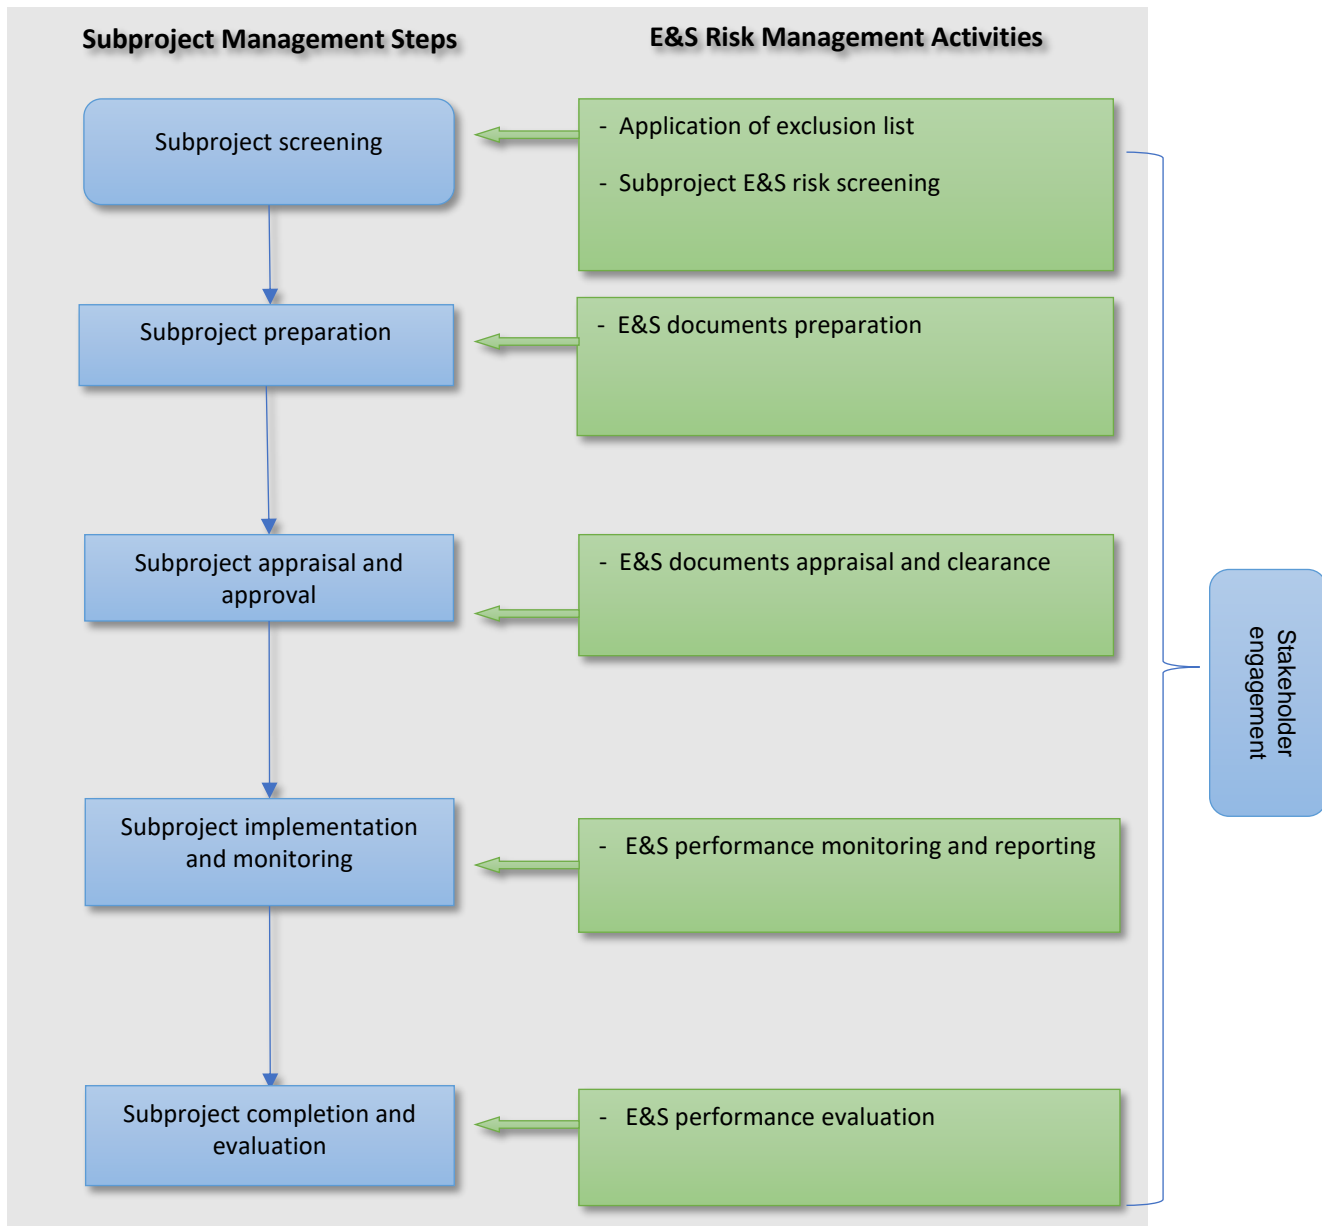 Subproject Management Steps
E&S Risk Management Activities
Subproject screening
- Application of exclusion list
- Subproject E&S risk screening
Subproject preparation
- E&S documents preparation
Subproject appraisal and
approval
- E&S documents appraisal and clearance
Subproject implementation
and monitoring
- E&S performance monitoring and reporting
Subproject completion and
evaluation
- E&S performance evaluation
Stakeholder
engagement